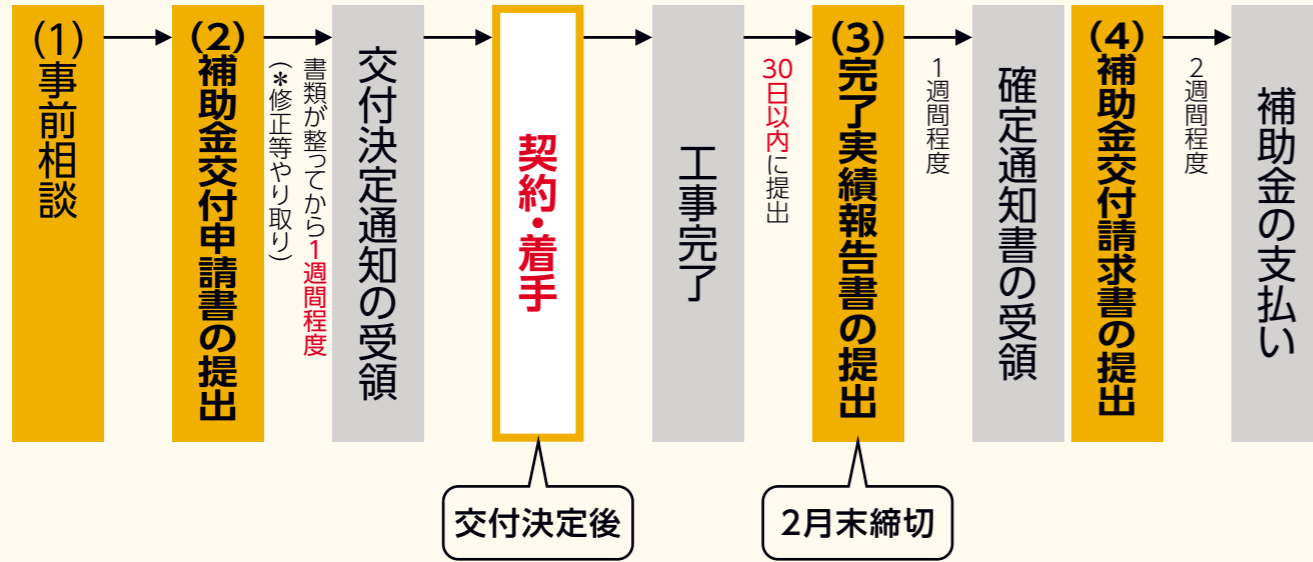 (1)事前相談
(2)補助金交付申請書の提出
書類が整ってから1週間程度
(＊修正等やり取り)
交付決定通知の受領
契約・着手
交付決定後
工事完了
30日以内に提出
(3)完了実績報告書の提出
2月末締切
1週間程度
確定通知書の受領
(4)補助金交付請求書の提出
2週間程度
補助金の支払い